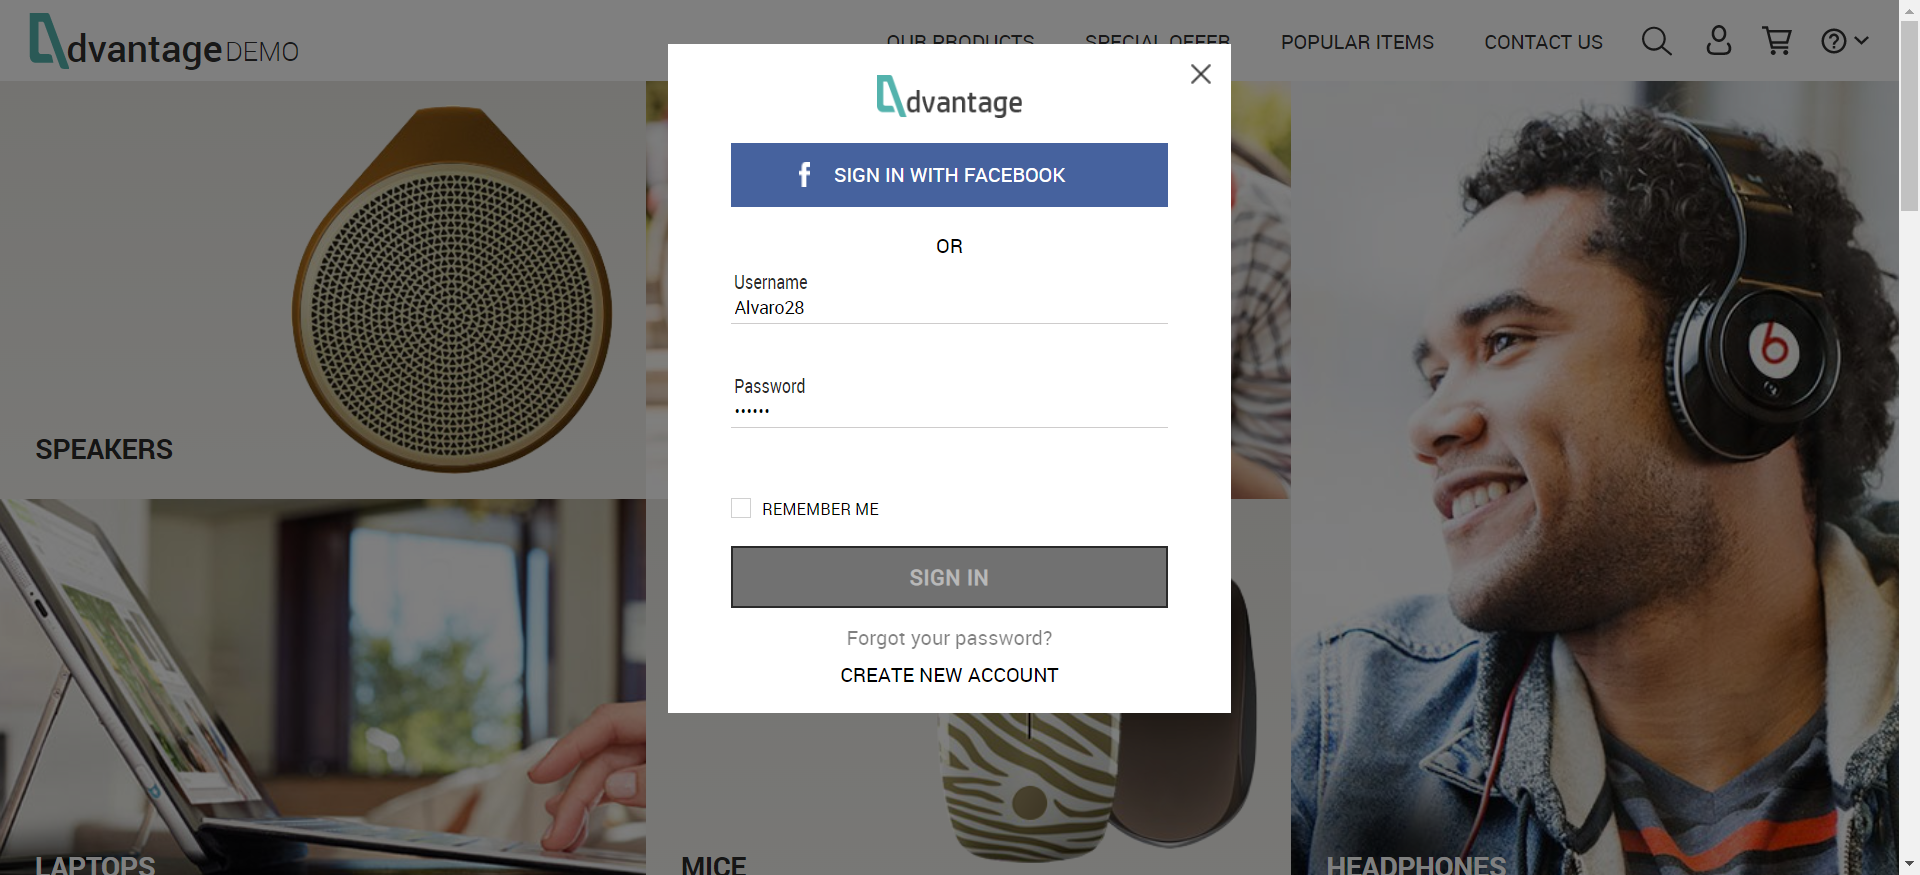 dvantage DEMO
OUR PRODUCTS
SPECIAL OFFER
POPULAR ITEMS
CONTACT US
dvantage
SIGN IN WITH FACEBOOK
OR
Username
Alvaro28
Password
••••••
REMEMBER ME
SIGN IN
Forgot your password?
CREATE NEW ACCOUNT
SPEAKERS
LAPTOPS
MICE
HEADPHONES